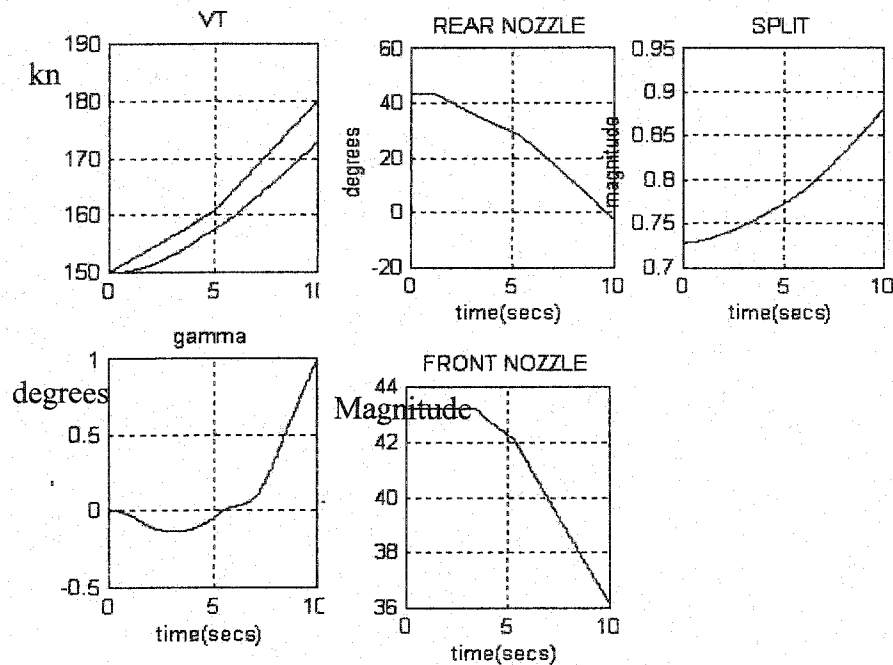 VT
190
180
170
160
150
kn
0
5
10
REAR NOZZLE
60
40
20
0
-20
degrees
0
5
10
time(secs)
SPLIT
0.95
0.9
0.85
0.8
0.75
0.7
magnitude
0
5
10
time(secs)
gamma
1
0.5
0
-0.5
degrees
0
5
10
time(secs)
FRONT NOZZLE
44
42
40
38
36
Magnitude
0
5
10
time(secs)